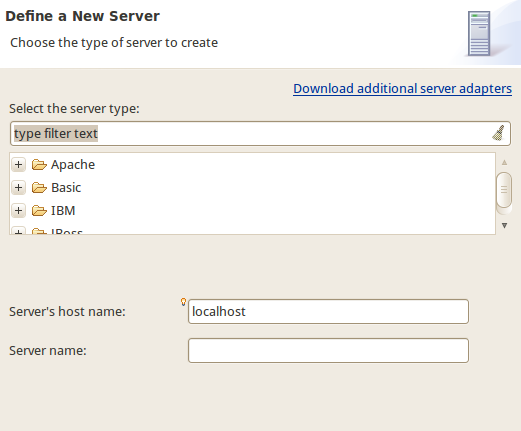 Define a New Server
Choose the type of server to create
Download additional server adapters
Select the server type:
type filter text
Apache
Basic
IBM
JBoss
Server's host name:
localhost
Server name: